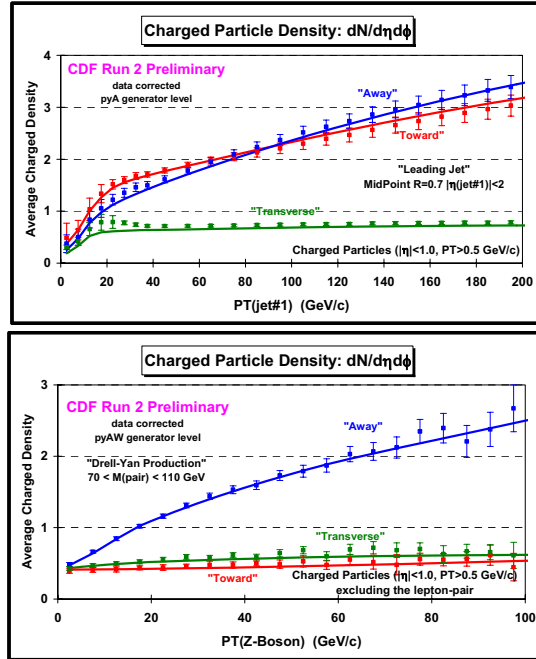 Charged Particle Density: dN/dηdϕ
CDF Run 2 Preliminary
data corrected
pyA generator level
"Away"
"Toward"
"Leading Jet"
MidPoint R=0.7 |η(jet#1)|<2
"Transverse"
Charged Particles (|η|<1.0, PT>0.5 GeV/c)
Average Charged Density
4
3
2
1
0
0 20 40 60 80 100 120 140 160 180 200
PT(jet#1) (GeV/c)
Charged Particle Density: dN/dηdϕ
CDF Run 2 Preliminary
data corrected
pyAW generator level
"Drell-Yan Production"
70 < M(pair) < 110 GeV
"Away"
"Transverse"
"Toward"
Charged Particles (|η|<1.0, PT>0.5 GeV/c)
excluding the lepton-pair
Average Charged Density
3
2
1
0
0 20 40 60 80 100
PT(Z-Boson) (GeV/c)